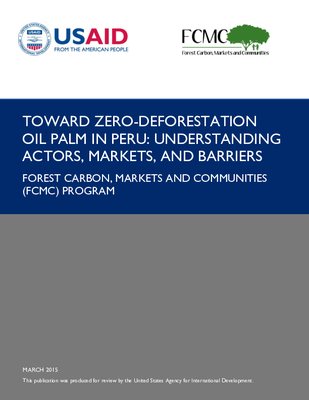 USAID
FROM THE AMERICAN PEOPLE
FCMC
Forest Carbon, Markets and Communities
TOWARD ZERO-DEFORESTATION
OIL PALM IN PERU: UNDERSTANDING
ACTORS, MARKETS, AND BARRIERS
FOREST CARBON, MARKETS AND COMMUNITIES
(FCMC) PROGRAM
MARCH 2015
This publication was produced for review by the United States Agency for International Development.